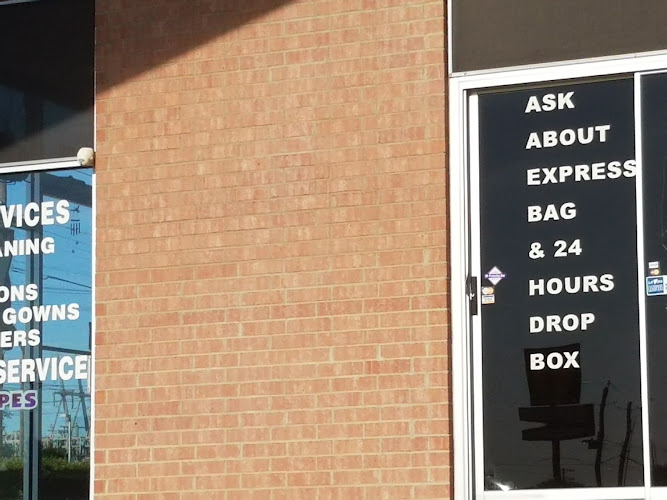 VICES
ANING
ONS
GOWNS
ERS
SERVICE
PES
ASK
ABOUT
EXPRESS
BAG
& 24
HOURS
DROP
BOX